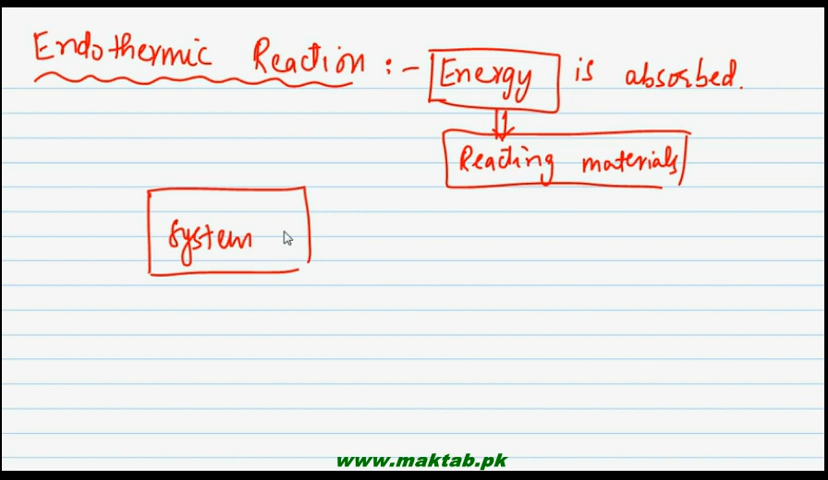 Endothermic Reaction :- Energy is absorbed.
Reacting materials
System
www.maktab.pk